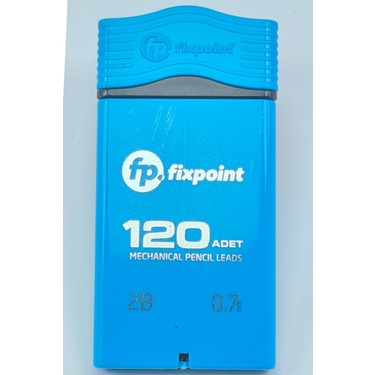 fp. fixpoint
fp. fixpoint
120 ADET
MECHANICAL PENCIL LEADS
2B 0.7